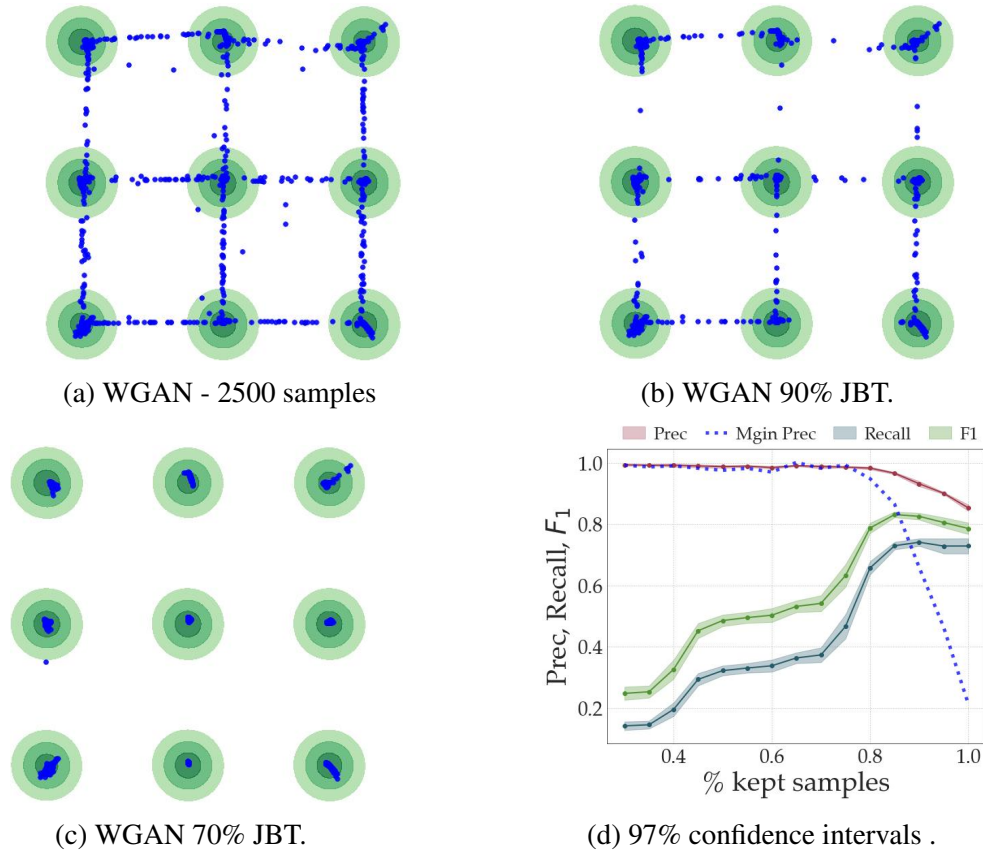 (a) WGAN - 2500 samples
(b) WGAN 90% JBT.
Prec Mgin Prec Recall F1
1.0
0.8
0.6
0.4
0.2
Prec, Recall, F₁
0.4 0.6 0.8 1.0
% kept samples
(c) WGAN 70% JBT.
(d) 97% confidence intervals .